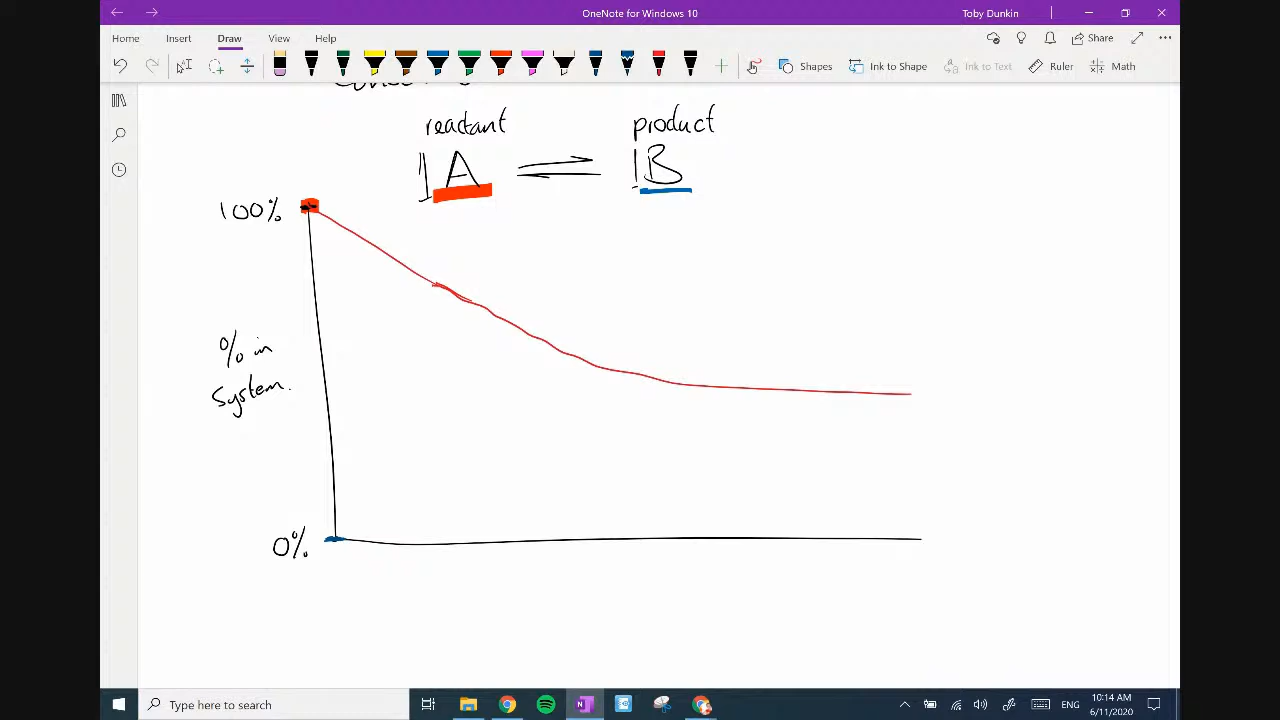 OneNote for Windows 10
Toby Dunkin
Home Insert Draw View Help
Share
Shapes Ink to Shape Ink to Text Ruler Math
reactant product
1A ⇌ 1B
100%
% in
system.
0%
Type here to search
ENG
10:14 AM
6/11/2020